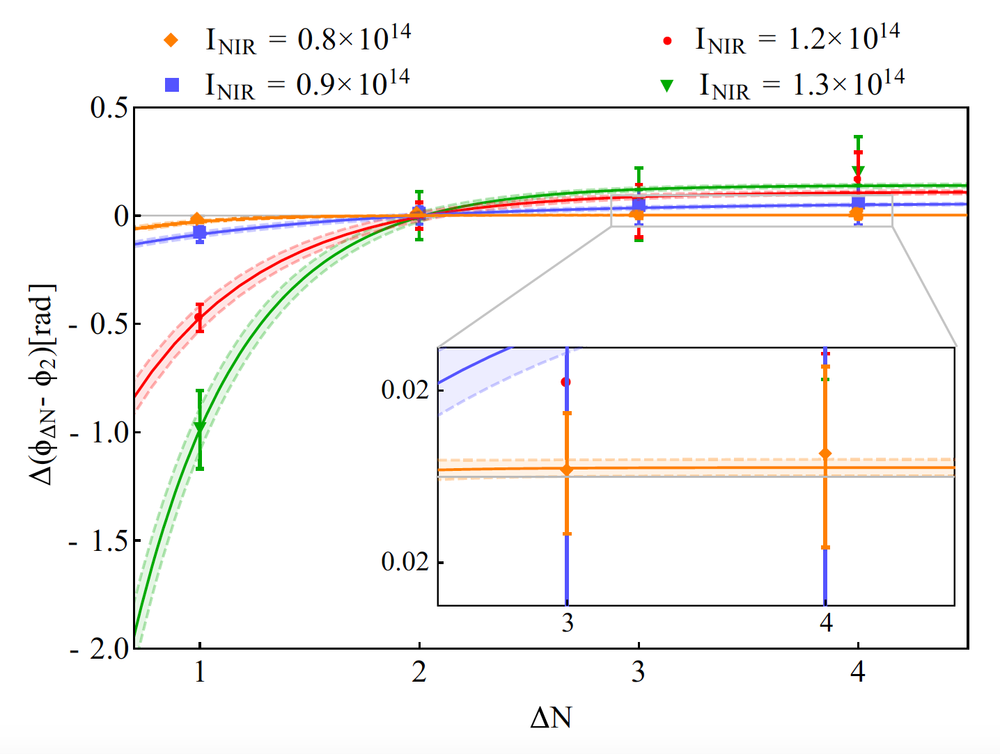 I_NIR = 0.8×10^14
I_NIR = 1.2×10^14
I_NIR = 0.9×10^14
I_NIR = 1.3×10^14
0.5
0
- 0.5
- 1.0
- 1.5
- 2.0
Δ(ϕ_ΔN- ϕ_2)[rad]
0.02
0.02
3
4
1
2
3
4
ΔN